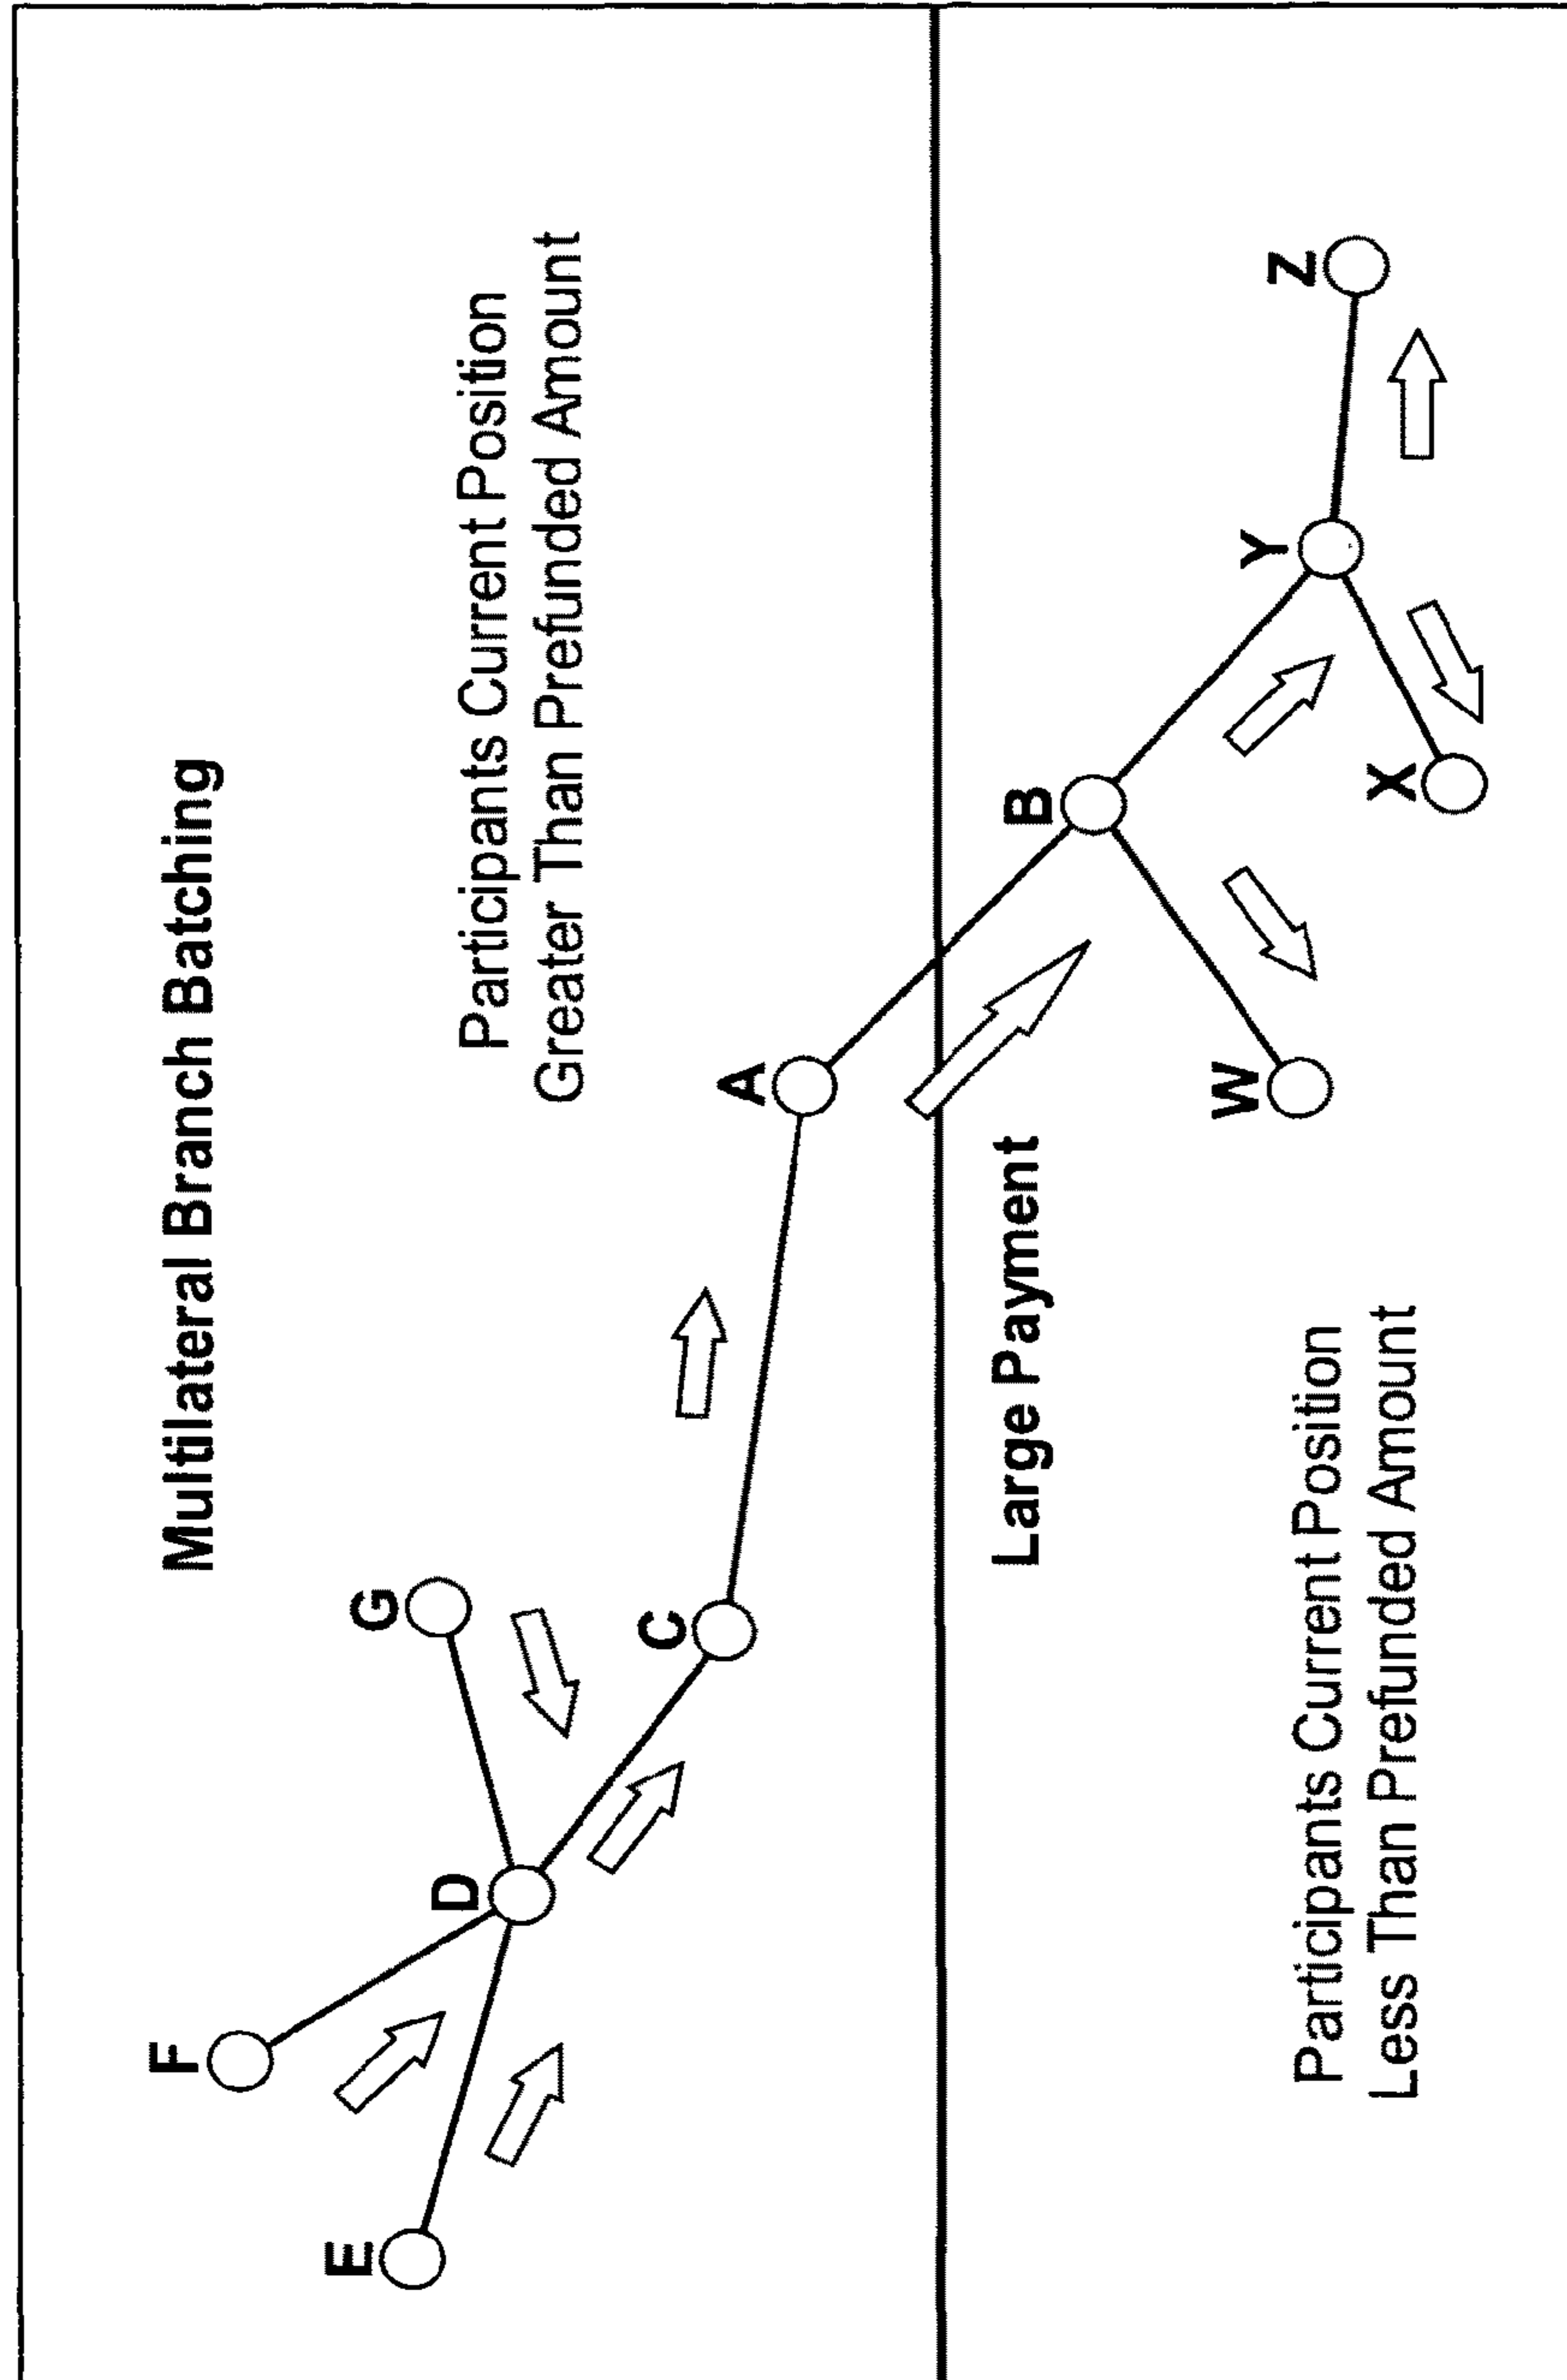 Multilateral Branch Batching
F
E
G
D
Participants Current Position
Greater Than Prefunded Amount
C
A
Large Payment
B
Z
Y
W
X
Participants Current Position
Less Than Prefunded Amount